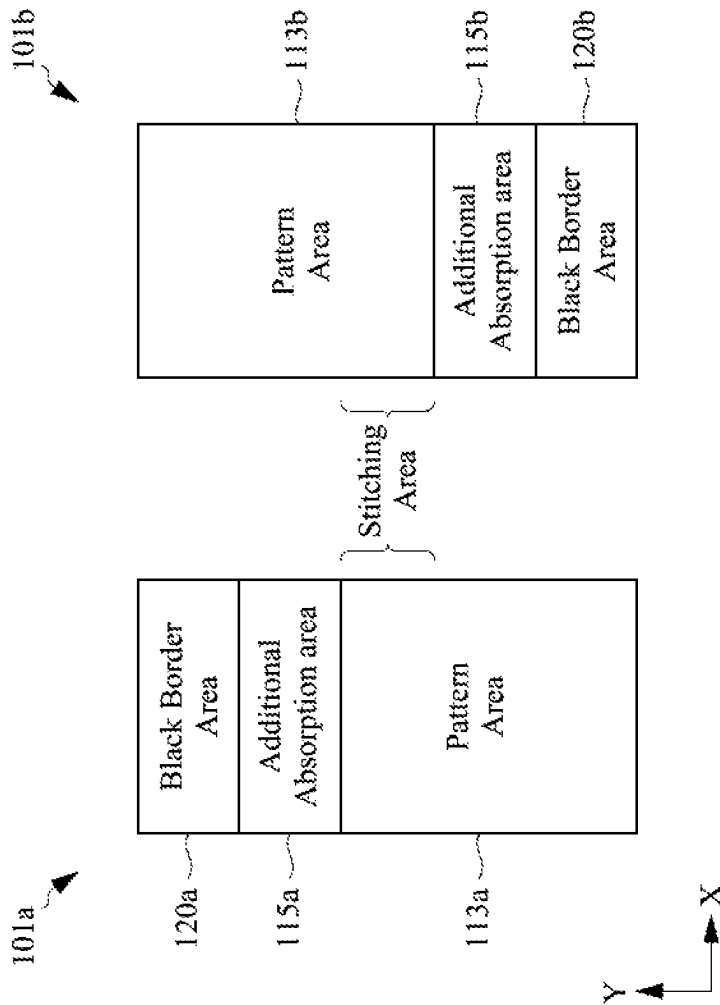 101a
101b
120a
Black Border
Area
115a
Additional
Absorption area
113a
Pattern
Area
Stitching
Area
Pattern
Area
113b
Additional
Absorption area
115b
Black Border
Area
120b
Y
X